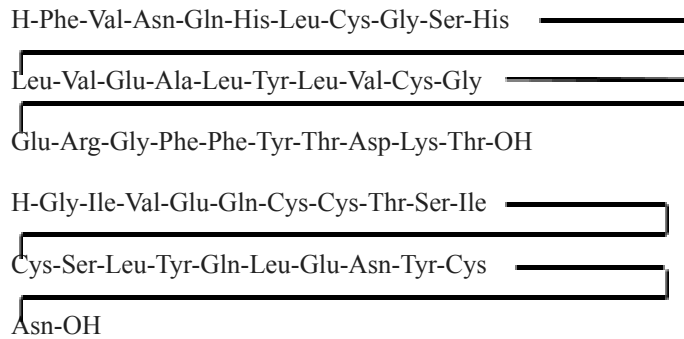 H-Phe-Val-Asn-Gln-His-Leu-Cys-Gly-Ser-His
Leu-Val-Glu-Ala-Leu-Tyr-Leu-Val-Cys-Gly
Glu-Arg-Gly-Phe-Phe-Tyr-Thr-Asp-Lys-Thr-OH
H-Gly-Ile-Val-Glu-Gln-Cys-Cys-Thr-Ser-Ile
Cys-Ser-Leu-Tyr-Gln-Leu-Glu-Asn-Tyr-Cys
Asn-OH